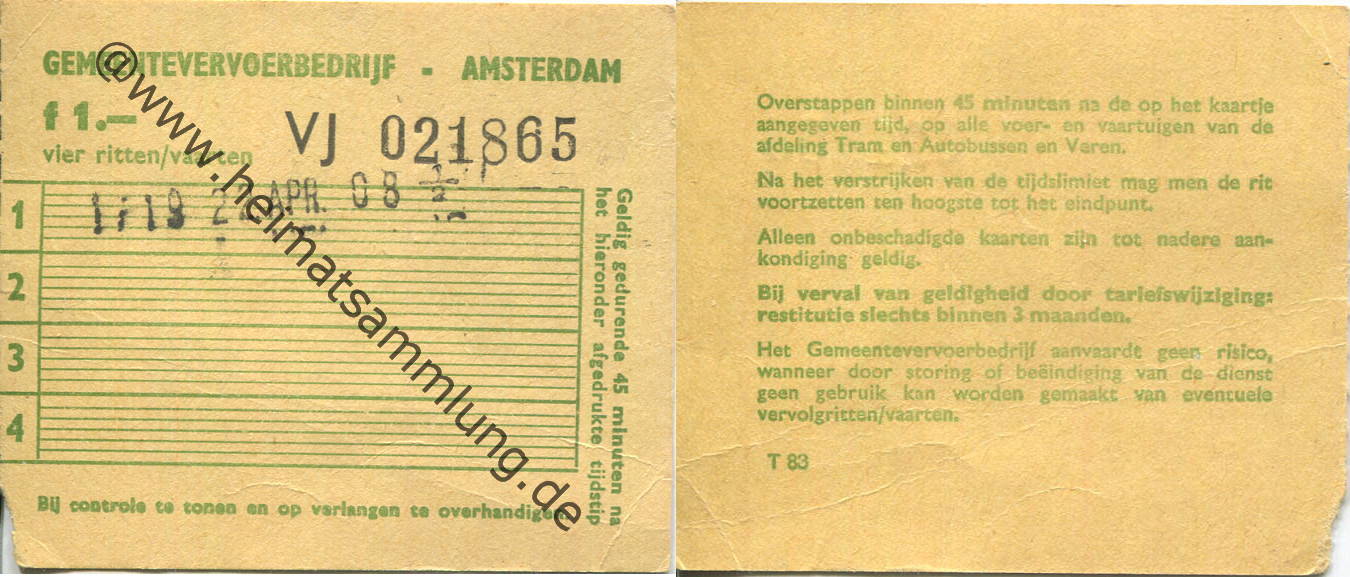 GEMEENTEVERVOERBEDRIJF - AMSTERDAM
f 1.—
VJ 021865
vier ritten/vaarten
1
APR. 08
2
3
4
Geldig gedurende 45 minuten na
het hieronder afgedrukte tijdstip
Bij controle te tonen en op verlangen te overhandigen.
@www.heimatsammlung.de
Overstappen binnen 45 minuten na de op het kaartje
aangegeven tijd, op alle voer- en vaartuigen van de
afdeling Tram en Autobussen en Veren.
Na het verstrijken van de tijdslimiet mag men de rit
voortzetten ten hoogste tot het eindpunt.
Alleen onbeschadigde kaarten zijn tot nadere aan-
kondiging geldig.
Bij verval van geldigheid door tariefswijziging:
restitutie slechts binnen 3 maanden.
Het Gemeentevervoerbedrijf aanvaardt geen risico,
wanneer door storing of beëindiging van de dienst
geen gebruik kan worden gemaakt van eventuele
vervolgritten/vaarten.
T 83